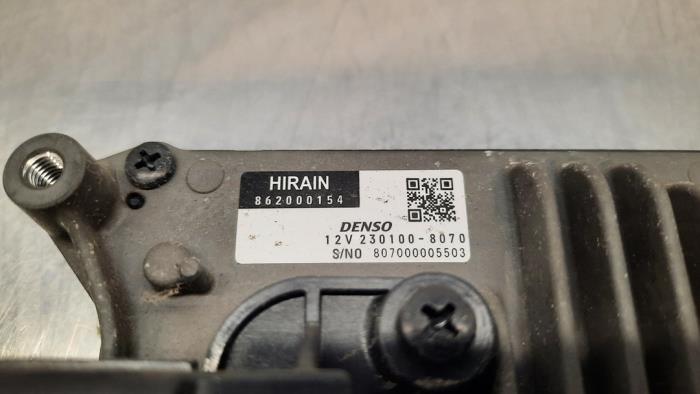 HIRAIN
862000154
DENSO
12V 230100-8070
S/NO 807000005503